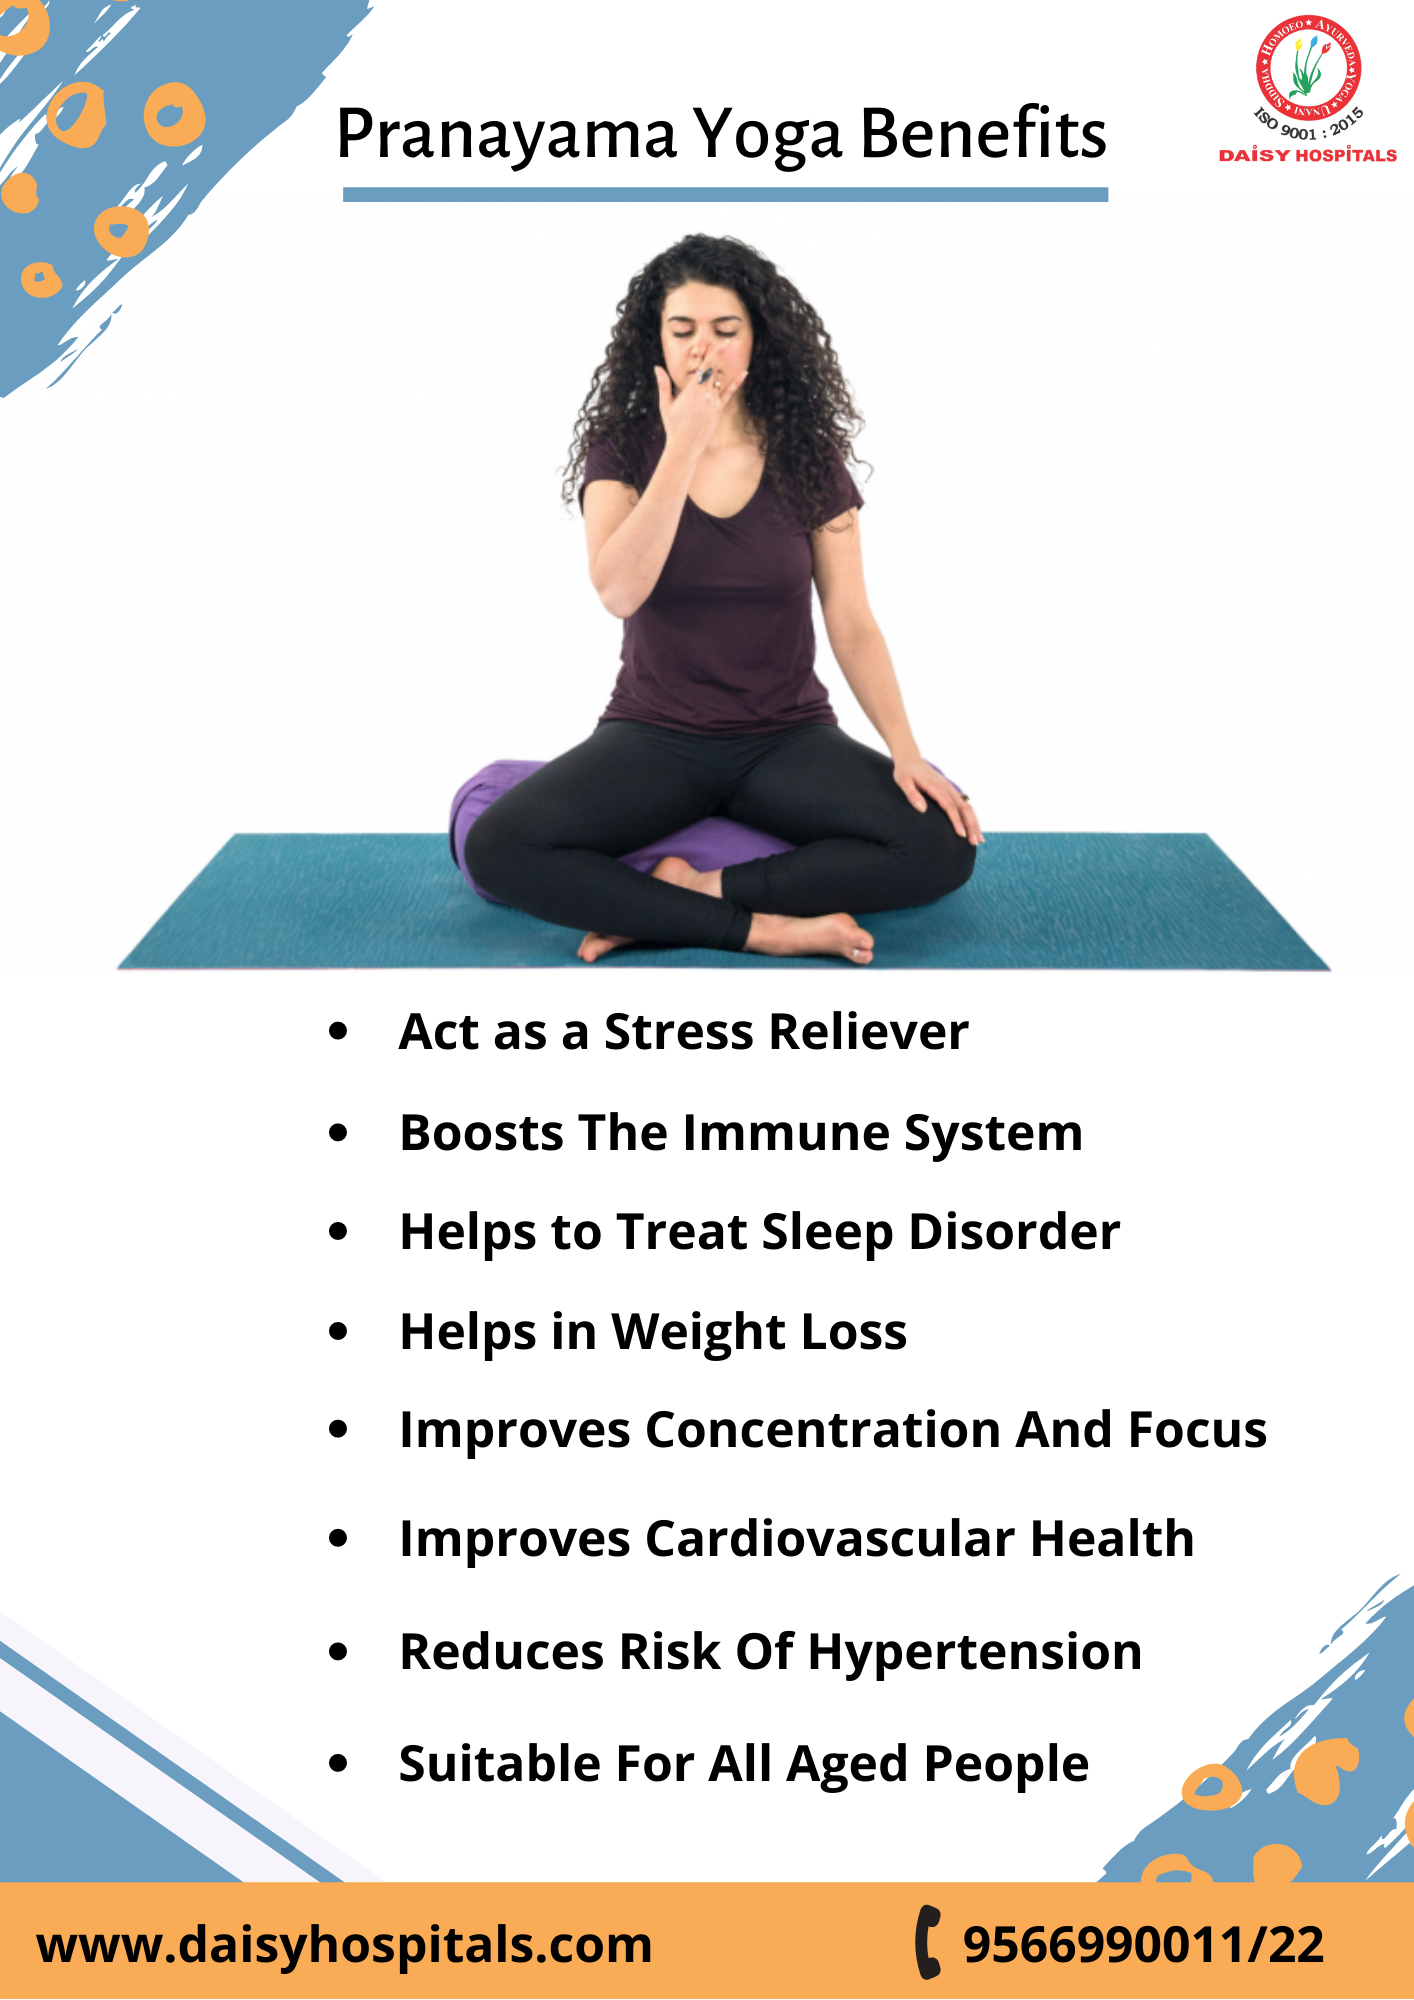 Pranayama Yoga Benefits
SIDDHA ★ HOMOEO ★ AYURVEDA ★ YOGA ★ UNANI ★
ISO 9001 : 2015
DAiSY HOSPiTALS
• Act as a Stress Reliever
• Boosts The Immune System
• Helps to Treat Sleep Disorder
• Helps in Weight Loss
• Improves Concentration And Focus
• Improves Cardiovascular Health
• Reduces Risk Of Hypertension
• Suitable For All Aged People
www.daisyhospitals.com
9566990011/22